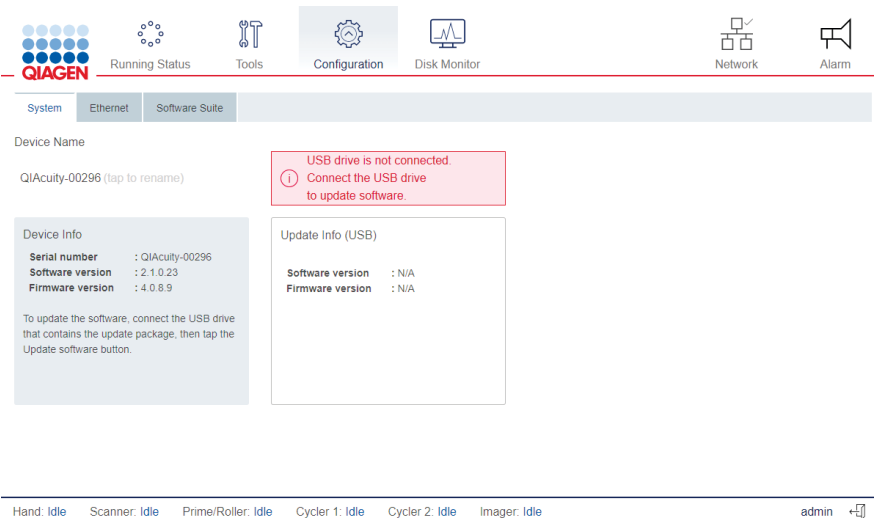 QIAGEN
Running Status
Tools
Configuration
Disk Monitor
Network
Alarm
System
Ethernet
Software Suite
Device Name
QIAcuity-00296 (tap to rename)
USB drive is not connected.
Connect the USB drive
to update software.
Device Info
Serial number : QIAcuity-00296
Software version : 2.1.0.23
Firmware version : 4.0.8.9
To update the software, connect the USB drive
that contains the update package, then tap the
Update software button.
Update Info (USB)
Software version : N/A
Firmware version : N/A
Hand: Idle Scanner: Idle Prime/Roller: Idle Cycler 1: Idle Cycler 2: Idle Imager: Idle admin